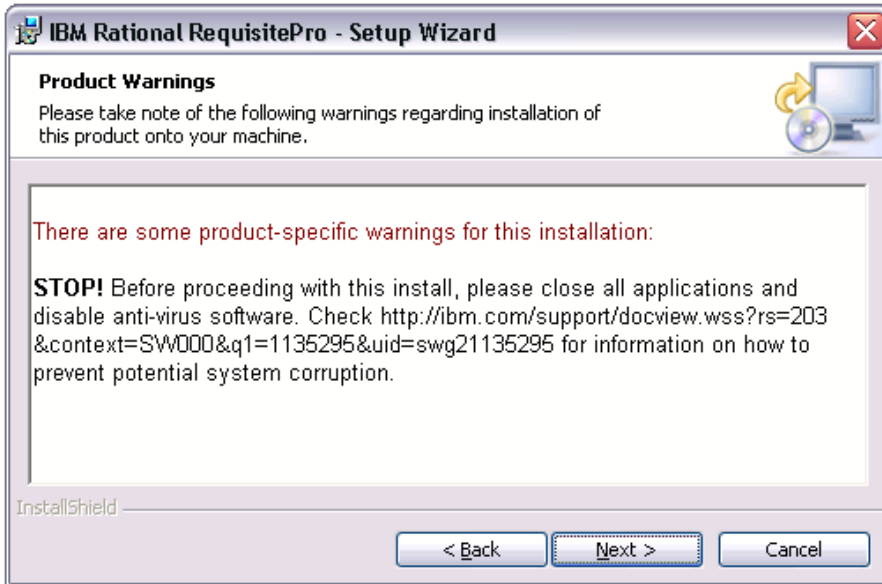 IBM Rational RequisitePro - Setup Wizard
Product Warnings
Please take note of the following warnings regarding installation of
this product onto your machine.
There are some product-specific warnings for this installation:
STOP! Before proceeding with this install, please close all applications and
disable anti-virus software. Check http://ibm.com/support/docview.wss?rs=203
&context=SW000&q1=1135295&uid=swg21135295 for information on how to
prevent potential system corruption.
InstallShield
< Back
Next >
Cancel